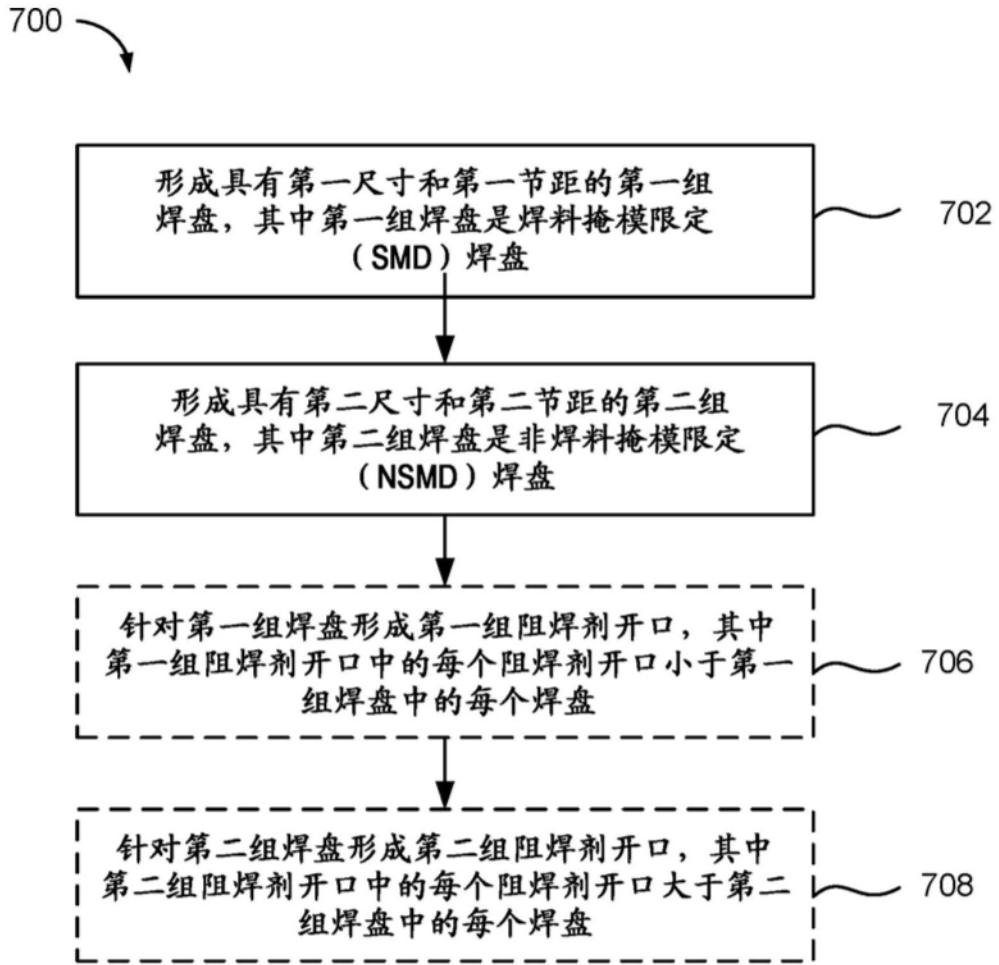 700
形成具有第一尺寸和第一节距的第一组
焊盘，其中第一组焊盘是焊料掩模限定
（SMD）焊盘
702
形成具有第二尺寸和第二节距的第二组
焊盘，其中第二组焊盘是非焊料掩模限定
（NSMD）焊盘
704
针对第一组焊盘形成第一组阻焊剂开口，其中
第一组阻焊剂开口中的每个阻焊剂开口小于第一
组焊盘中的每个焊盘
706
针对第二组焊盘形成第二组阻焊剂开口，其中
第二组阻焊剂开口中的每个阻焊剂开口大于第二
组焊盘中的每个焊盘
708